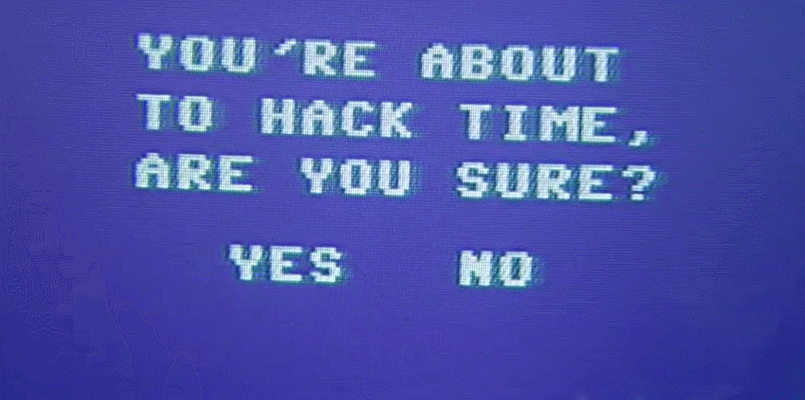 YOU'RE ABOUT
TO HACK TIME,
ARE YOU SURE?
YES NO